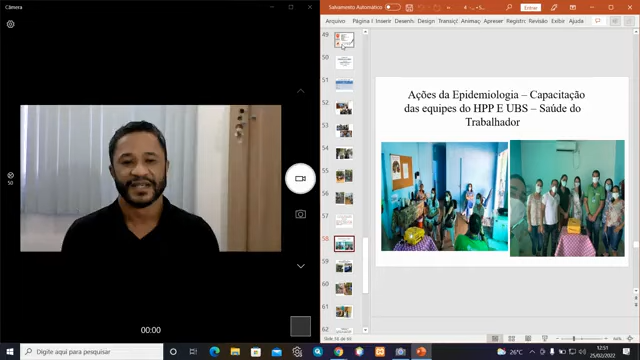 Câmera
50
00:00
Salvamento Automático
Entrar
Arquivo
Página I
Inserir
Desenh
Design
Transiç
Animaç
Apreser
Registrc
Revisão
Exibir
Ajuda
49
50
51
52
53
54
55
56
57
58
59
60
61
62
Ações da Epidemiologia – Capacitação
das equipes do HPP E UBS – Saúde do
Trabalhador
Digite aqui para pesquisar
26°C
12:51
25/02/2022